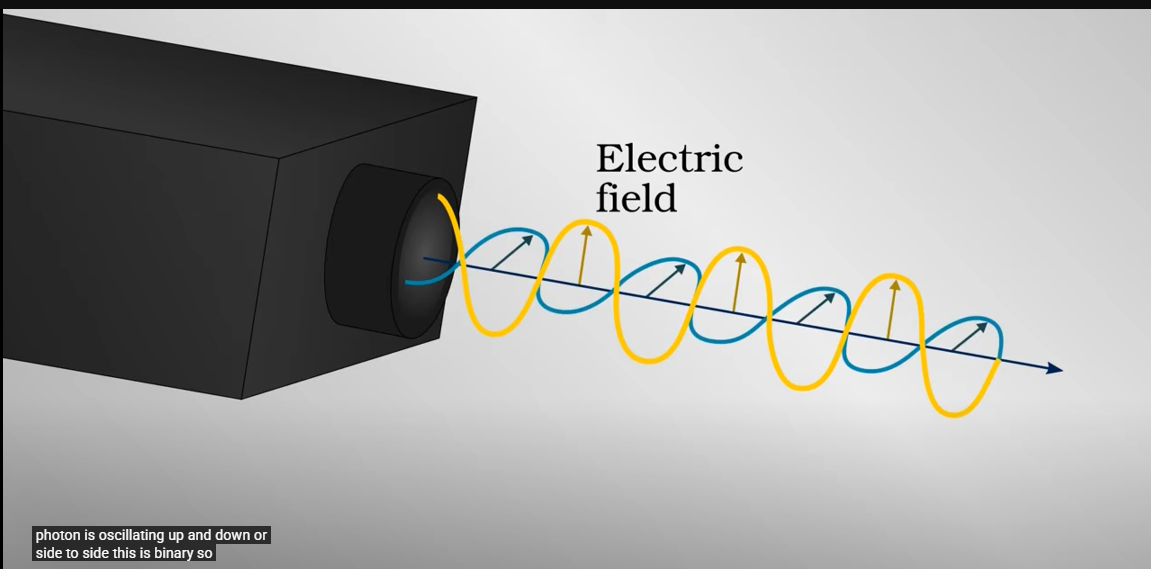 Electric
field
photon is oscillating up and down or
side to side this is binary so